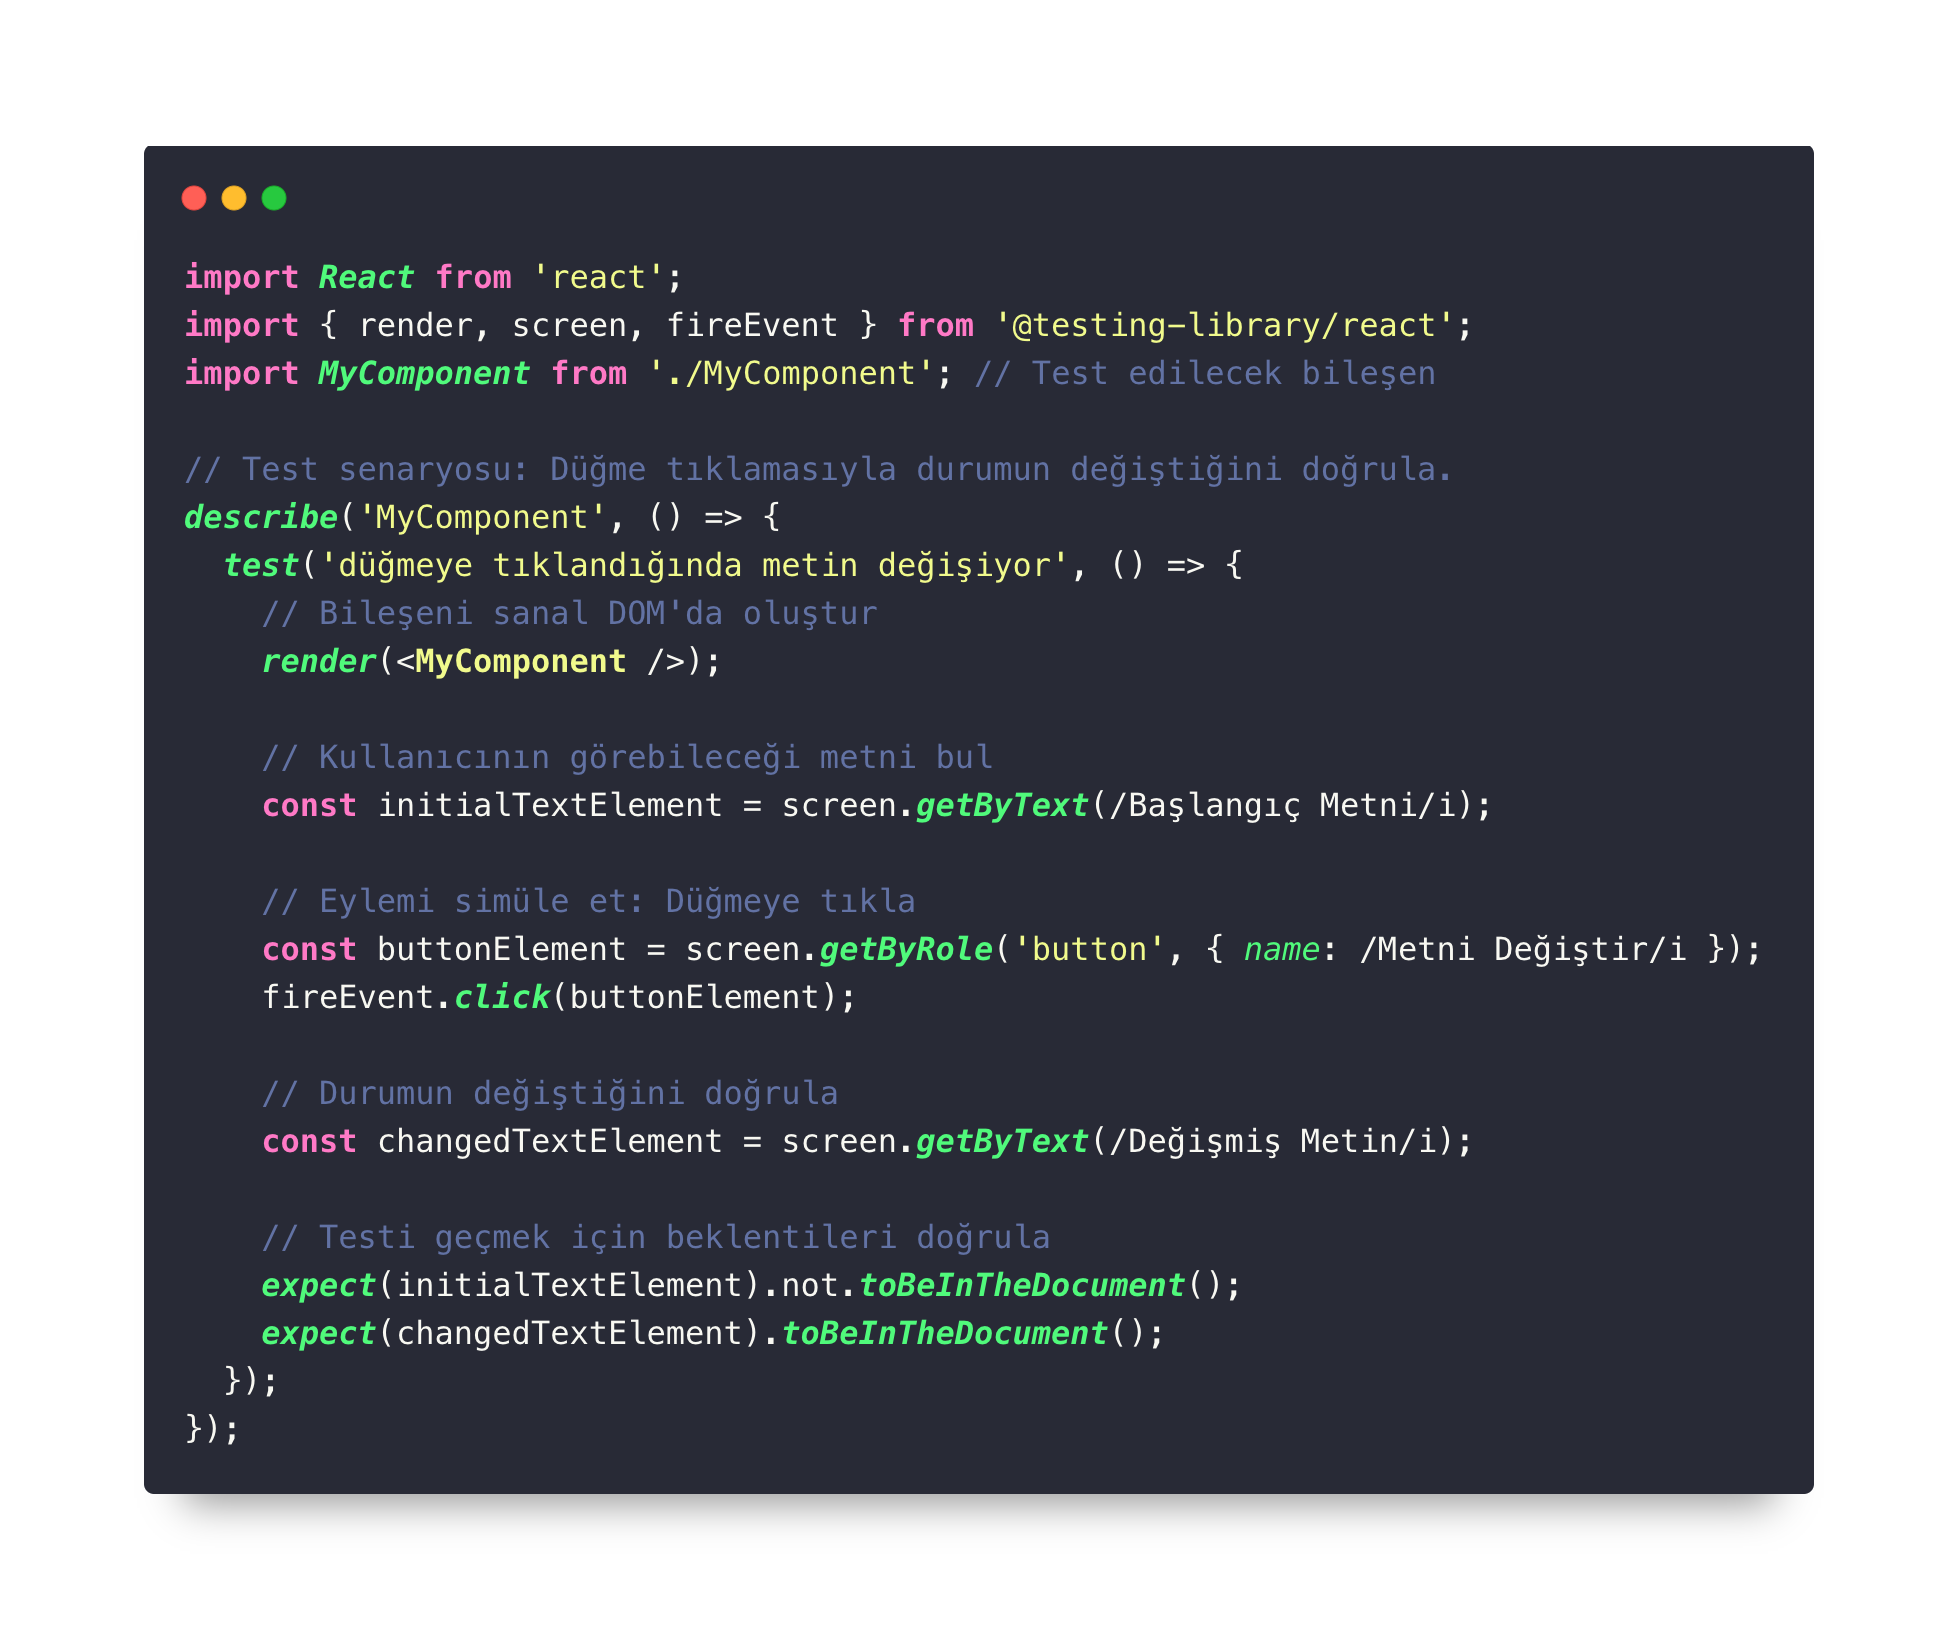 import React from 'react';
import { render, screen, fireEvent } from '@testing-library/react';
import MyComponent from './MyComponent'; // Test edilecek bileşen
// Test senaryosu: Düğme tıklamasıyla durumun değiştiğini doğrula.
describe('MyComponent', () => {
  test('düğmeye tıklandığında metin değişiyor', () => {
    // Bileşeni sanal DOM'da oluştur
    render(<MyComponent />);
    // Kullanıcının görebileceği metni bul
    const initialTextElement = screen.getByText(/Başlangıç Metni/i);
    // Eylemi simüle et: Düğmeye tıkla
    const buttonElement = screen.getByRole('button', { name: /Metni Değiştir/i });
    fireEvent.click(buttonElement);
    // Durumun değiştiğini doğrula
    const changedTextElement = screen.getByText(/Değişmiş Metin/i);
    // Testi geçmek için beklentileri doğrula
    expect(initialTextElement).not.toBeInTheDocument();
    expect(changedTextElement).toBeInTheDocument();
  });
});